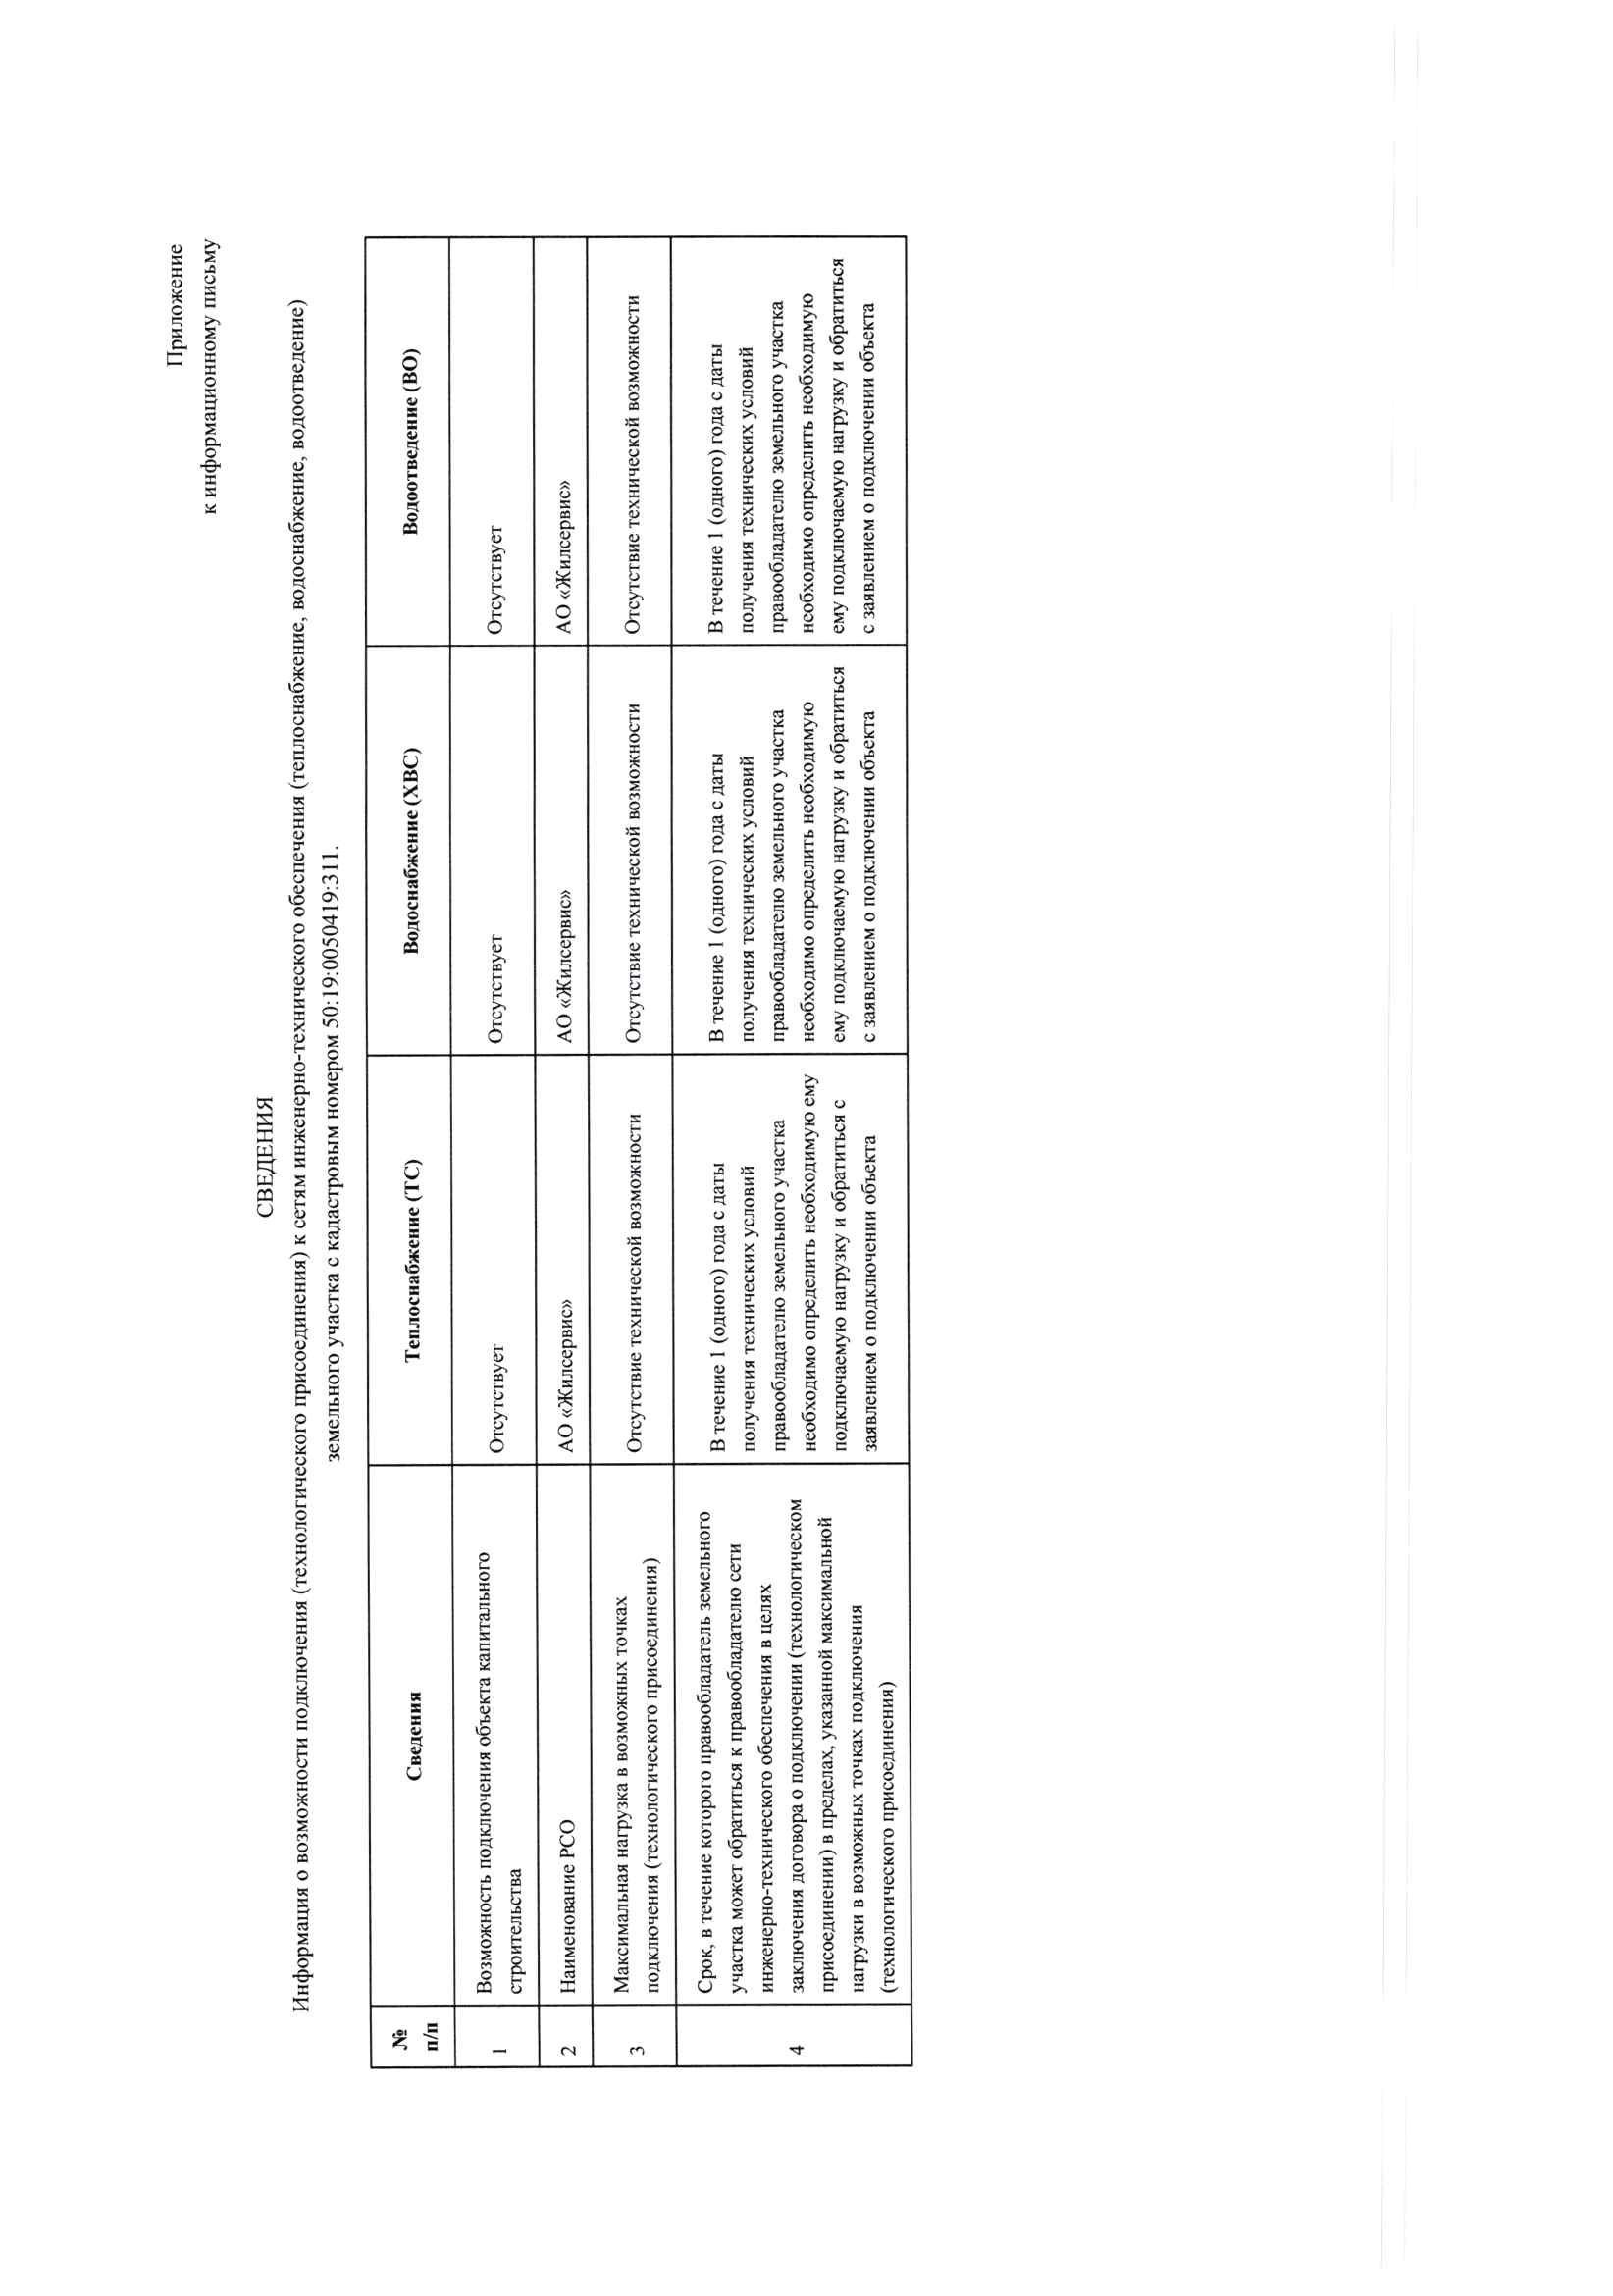 Приложение
к информационному письму
СВЕДЕНИЯ
Информация о возможности подключения (технологического присоединения) к сетям инженерно-технического обеспечения (теплоснабжение, водоснабжение, водоотведение)
земельного участка с кадастровым номером 50:19:0050419:311.
№
п/п
Сведения
Теплоснабжение (ТС)
Водоснабжение (ХВС)
Водоотведение (ВО)
1
Возможность подключения объекта капитального
строительства
Отсутствует
Отсутствует
Отсутствует
2
Наименование РСО
АО «Жилсервис»
АО «Жилсервис»
АО «Жилсервис»
3
Максимальная нагрузка в возможных точках
подключения (технологического присоединения)
Отсутствие технической возможности
Отсутствие технической возможности
Отсутствие технической возможности
4
Срок, в течение которого правообладатель земельного
участка может обратиться к правообладателю сети
инженерно-технического обеспечения в целях
заключения договора о подключении (технологическом
присоединении) в пределах, указанной максимальной
нагрузки в возможных точках подключения
(технологического присоединения)
В течение 1 (одного) года с даты
получения технических условий
правообладателю земельного участка
необходимо определить необходимую ему
подключаемую нагрузку и обратиться с
заявлением о подключении объекта
В течение 1 (одного) года с даты
получения технических условий
правообладателю земельного участка
необходимо определить необходимую
ему подключаемую нагрузку и обратиться
с заявлением о подключении объекта
В течение 1 (одного) года с даты
получения технических условий
правообладателю земельного участка
необходимо определить необходимую
ему подключаемую нагрузку и обратиться
с заявлением о подключении объекта